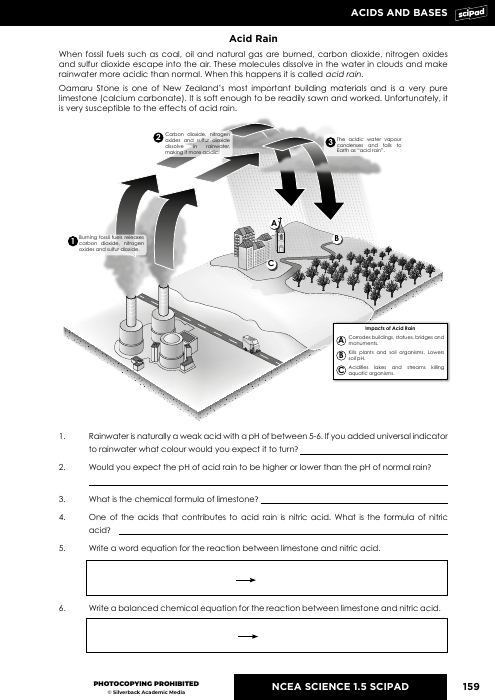 ACIDS AND BASES
scipad
Acid Rain
When fossil fuels such as coal, oil and natural gas are burned, carbon dioxide, nitrogen oxides
and sulfur dioxide escape into the air. These molecules dissolve in the water in clouds and make
rainwater more acidic than normal. When this happens it is called acid rain.
Oamaru Stone is one of New Zealand's most important building materials and is a very pure
limestone (calcium carbonate). It is soft enough to be readily sawn and worked. Unfortunately, it
is very susceptible to the effects of acid rain.
2
Carbon dioxide, nitrogen
oxides and sulfur dioxide
dissolve in rainwater,
making it more acidic.
3
The acidic water vapour
condenses and falls to
Earth as "acid rain".
1
Burning fossil fuels releases
carbon dioxide, nitrogen
oxides and sulfur dioxide.
A
B
C
Impacts of Acid Rain
A Corrodes buildings, statues, bridges and
monuments.
B Kills plants and soil organisms. Lowers
soil pH.
C Acidifies lakes and streams killing
aquatic organisms.
1. Rainwater is naturally a weak acid with a pH of between 5-6. If you added universal indicator
to rainwater what colour would you expect it to turn?
2. Would you expect the pH of acid rain to be higher or lower than the pH of normal rain?
3. What is the chemical formula of limestone?
4. One of the acids that contributes to acid rain is nitric acid. What is the formula of nitric
acid?
5. Write a word equation for the reaction between limestone and nitric acid.
6. Write a balanced chemical equation for the reaction between limestone and nitric acid.
PHOTOCOPYING PROHIBITED
© Silverback Academic Media
NCEA SCIENCE 1.5 SCIPAD
159